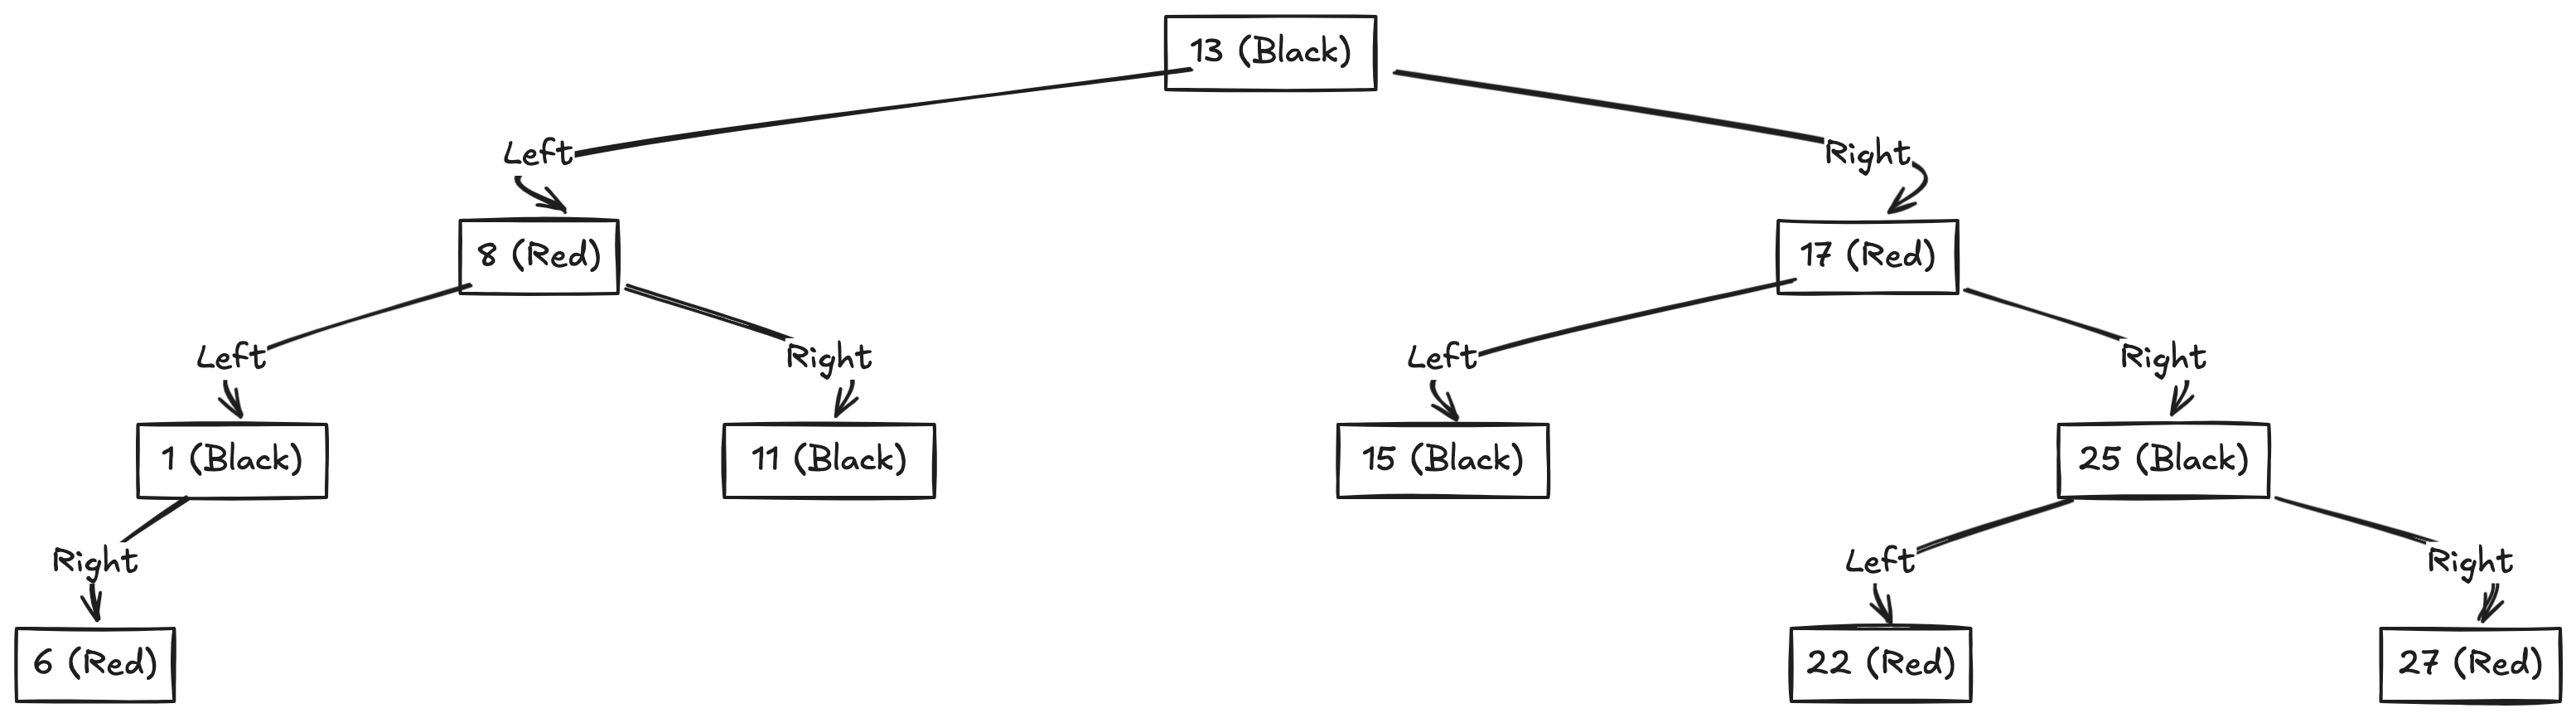 13 (Black)
Left
Right
8 (Red)
17 (Red)
Left
Right
Left
Right
1 (Black)
11 (Black)
15 (Black)
25 (Black)
Right
Left
Right
6 (Red)
22 (Red)
27 (Red)